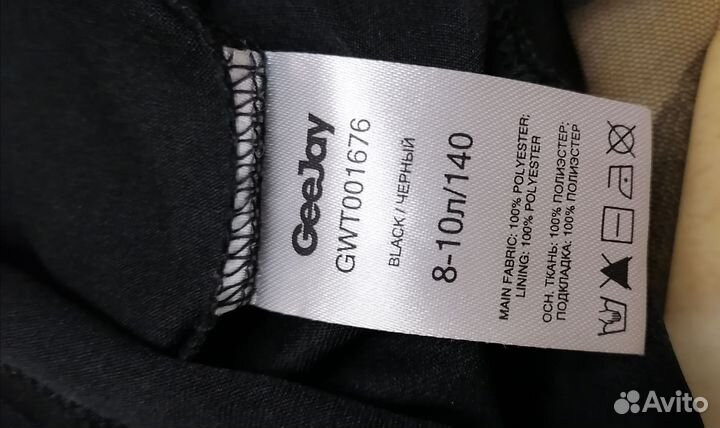 GeeJay
GWT001676
BLACK / ЧЕРНЫЙ
8-10л/140
MAIN FABRIC: 100% POLYESTER;
LINING: 100% POLYESTER
ОСН. ТКАНЬ: 100% ПОЛИЭСТЕР;
ПОДКЛАДКА: 100% ПОЛИЭСТЕР
Avito